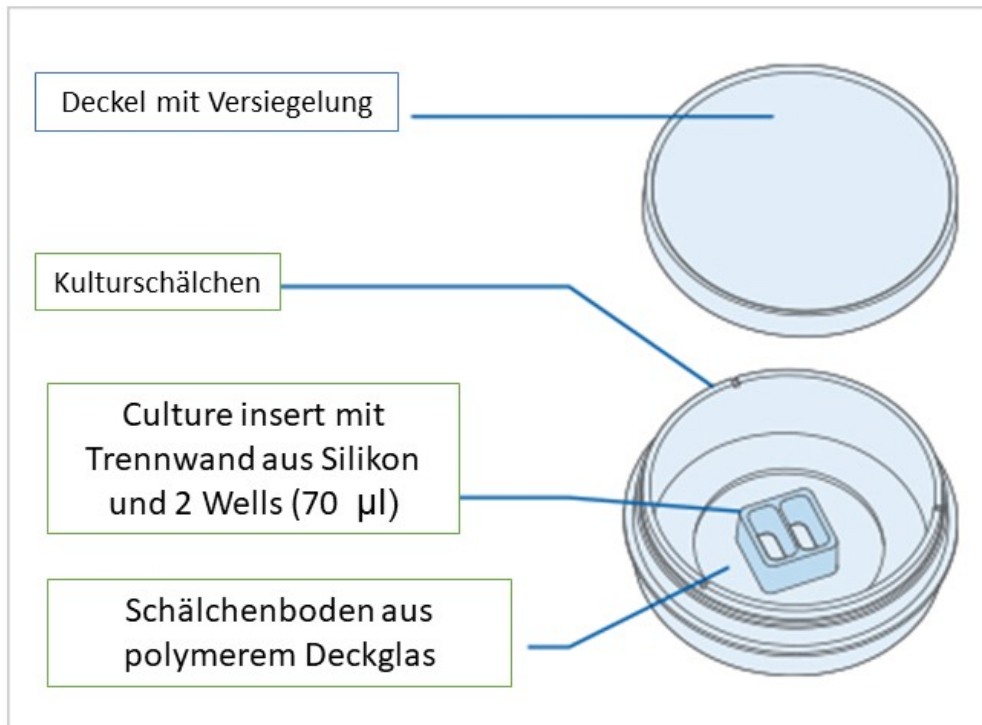 Deckel mit Versiegelung
Kulturschälchen
Culture insert mit
Trennwand aus Silikon
und 2 Wells (70 µl)
Schälchenboden aus
polymerem Deckglas